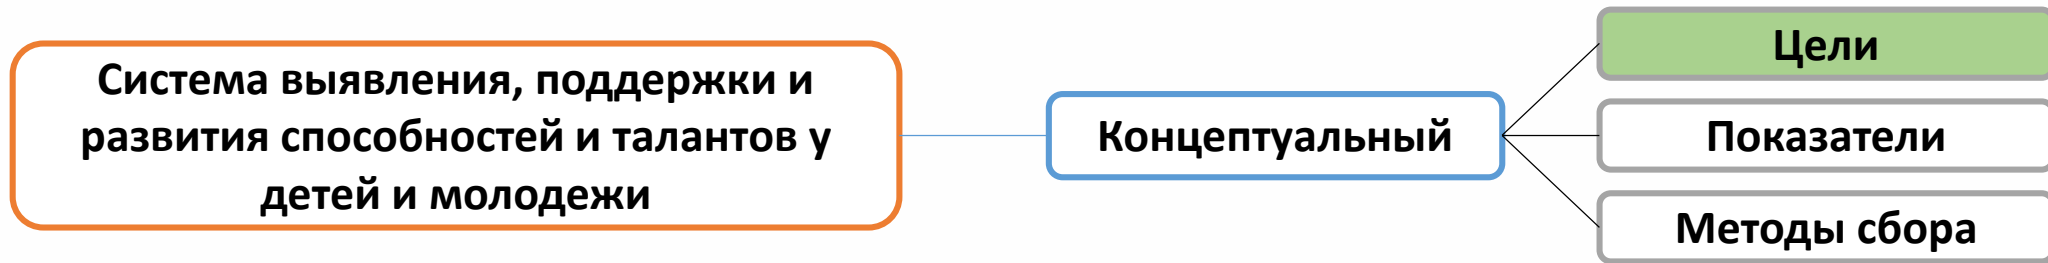 Система выявления, поддержки и
развития способностей и талантов у
детей и молодежи
Концептуальный
Цели
Показатели
Методы сбора